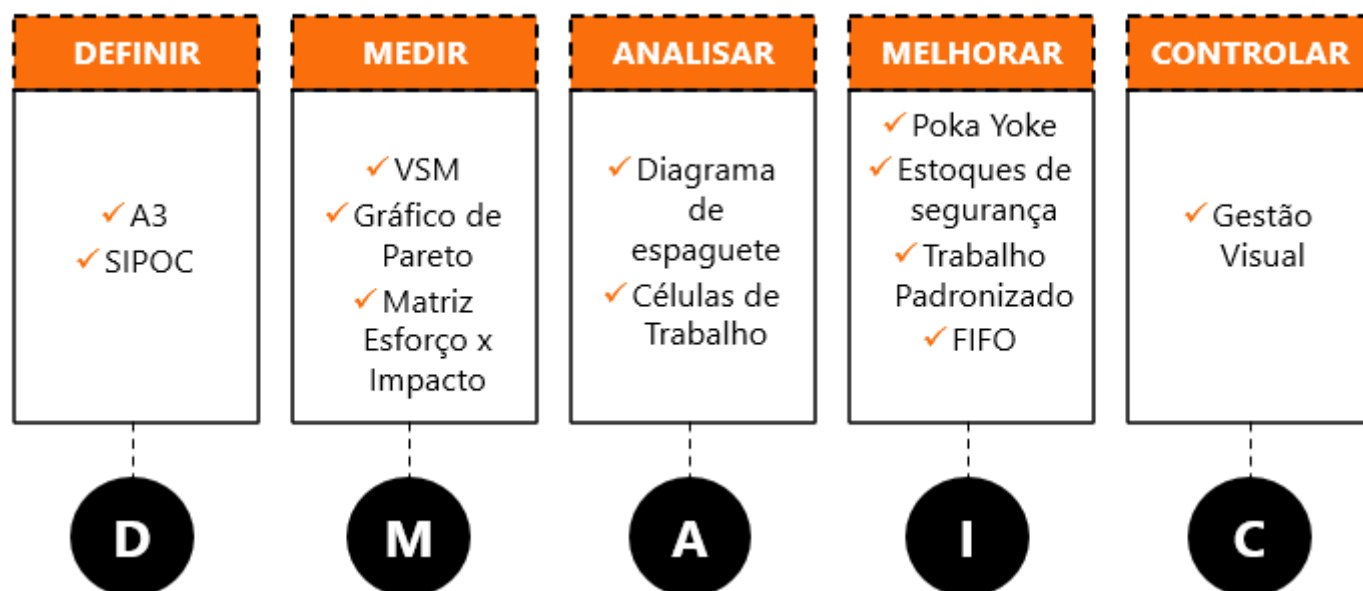 DEFINIR
✓A3
✓SIPOC
D
MEDIR
✓VSM
✓Gráfico de
Pareto
✓Matriz
Esforço x
Impacto
M
ANALISAR
✓Diagrama
de
espaguete
✓Células de
Trabalho
A
MELHORAR
✓Poka Yoke
✓Estoques de
segurança
✓Trabalho
Padronizado
✓FIFO
I
CONTROLAR
✓Gestão
Visual
C